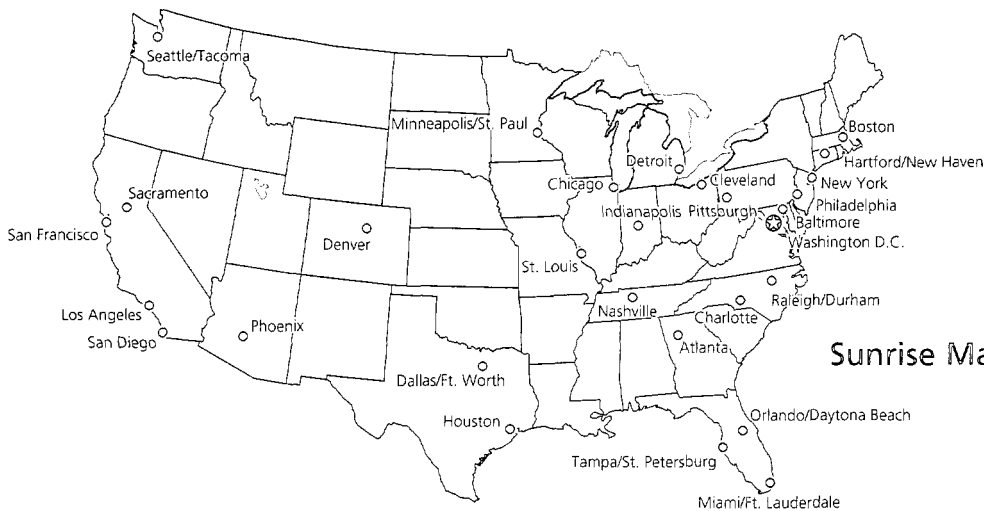 Seattle/Tacoma
Minneapolis/St. Paul
Boston
Detroit
Hartford/New Haven
Chicago
Cleveland
New York
Sacramento
Indianapolis
Pittsburgh
Philadelphia
Baltimore
San Francisco
Denver
Washington D.C.
St. Louis
Los Angeles
Nashville
Raleigh/Durham
Charlotte
San Diego
Phoenix
Atlanta
Sunrise Ma
Dallas/Ft. Worth
Houston
Orlando/Daytona Beach
Tampa/St. Petersburg
Miami/Ft. Lauderdale